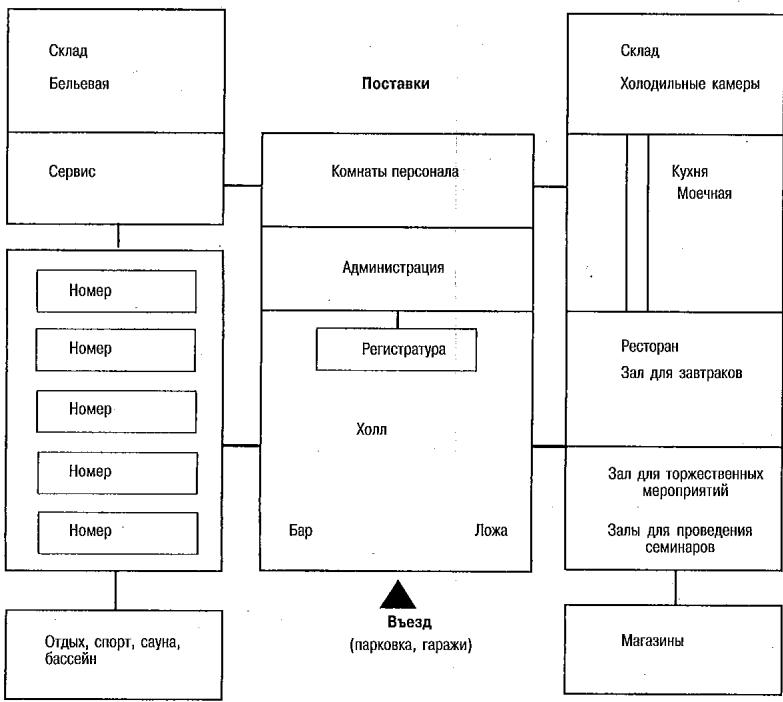 Склад
Бельевая
Сервис
Номер
Номер
Номер
Номер
Номер
Отдых, спорт, сауна,
бассейн
Поставки
Комнаты персонала
Администрация
Регистратура
Холл
Бар
Ложа
Въезд
(парковка, гаражи)
Склад
Холодильные камеры
Кухня
Моечная
Ресторан
Зал для завтраков
Зал для торжественных
мероприятий
Залы для проведения
семинаров
Магазины